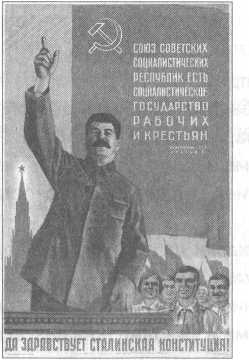 СОЮЗ СОВЕТСКИХ
СОЦИАЛИСТИЧЕСКИХ
РЕСПУБЛИК ЕСТЬ
СОЦИАЛИСТИЧЕСКОЕ
ГОСУДАРСТВО
РАБОЧИХ
И КРЕСТЬЯН
ДА ЗДРАВСТВУЕТ СТАЛИНСКАЯ КОНСТИТУЦИЯ!